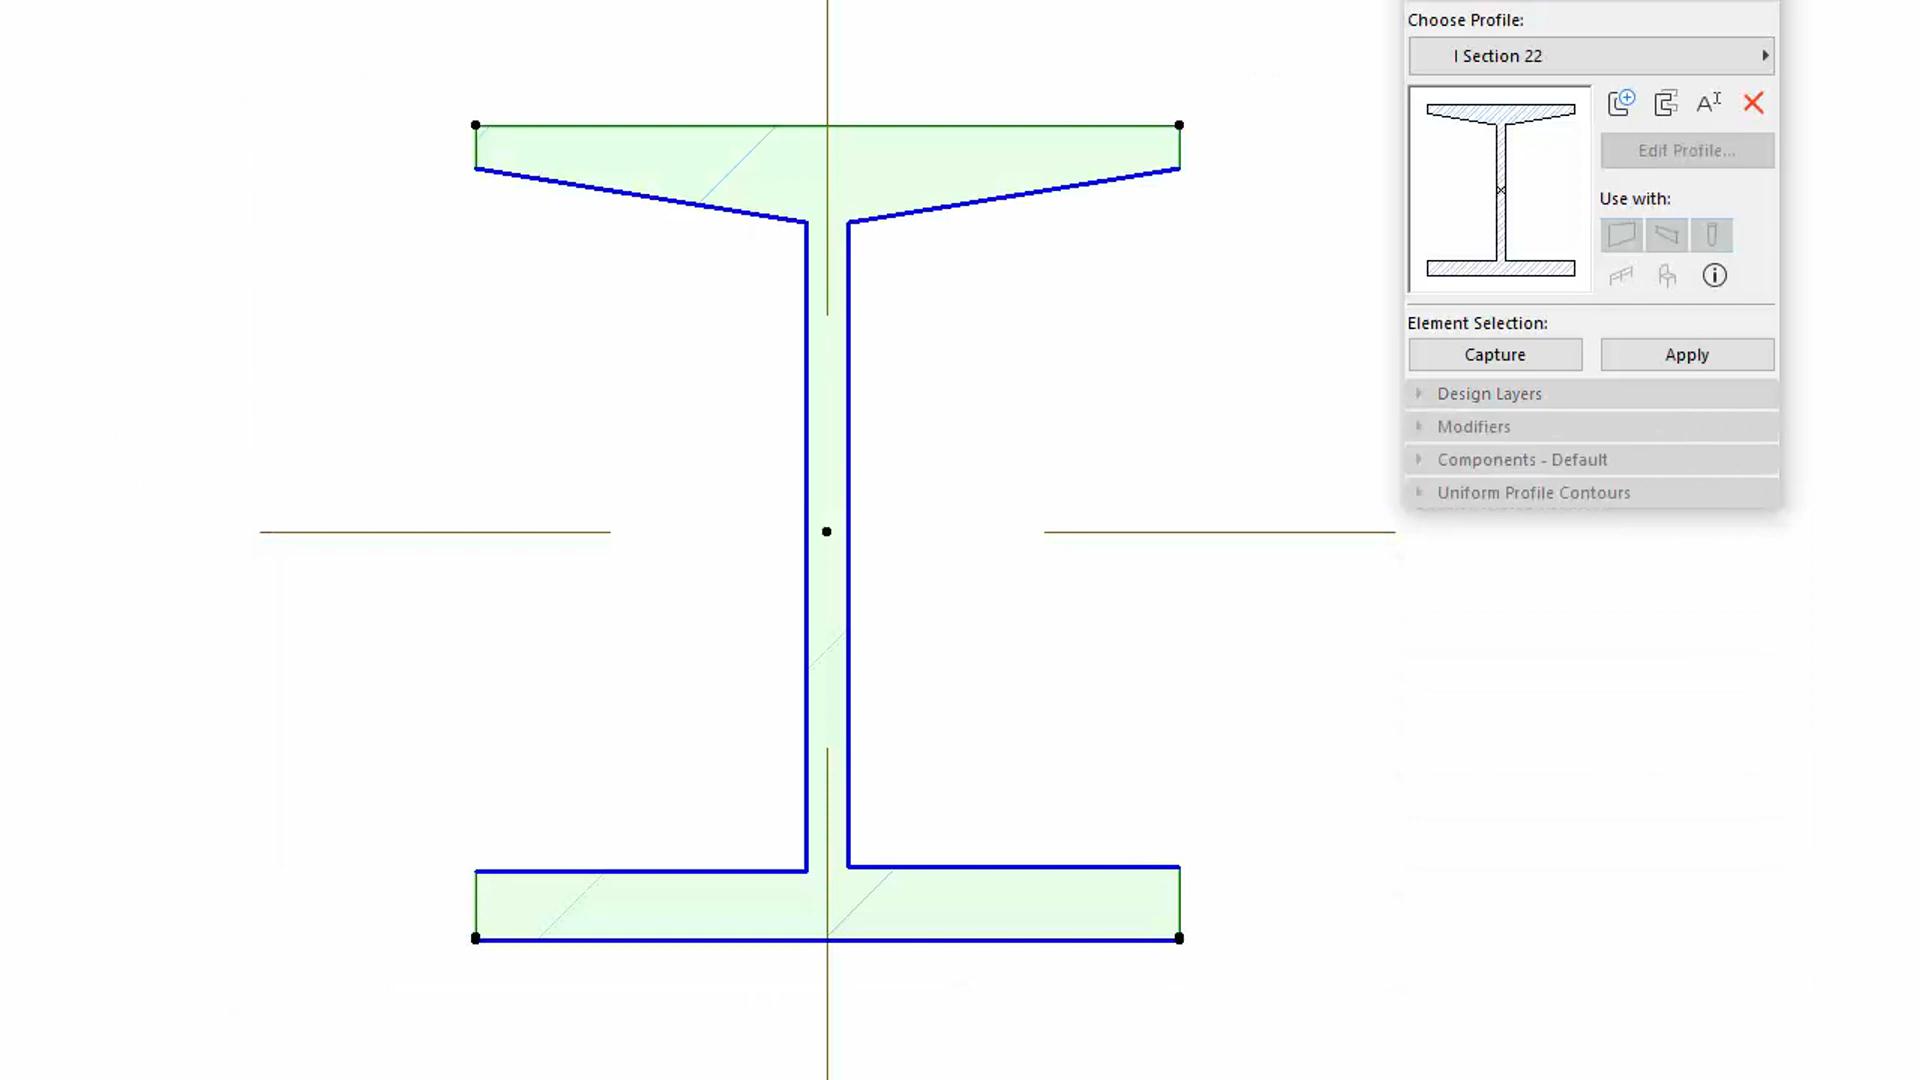 Choose Profile:
I Section 22
Edit Profile...
Use with:
Element Selection:
Capture
Apply
Design Layers
Modifiers
Components - Default
Uniform Profile Contours